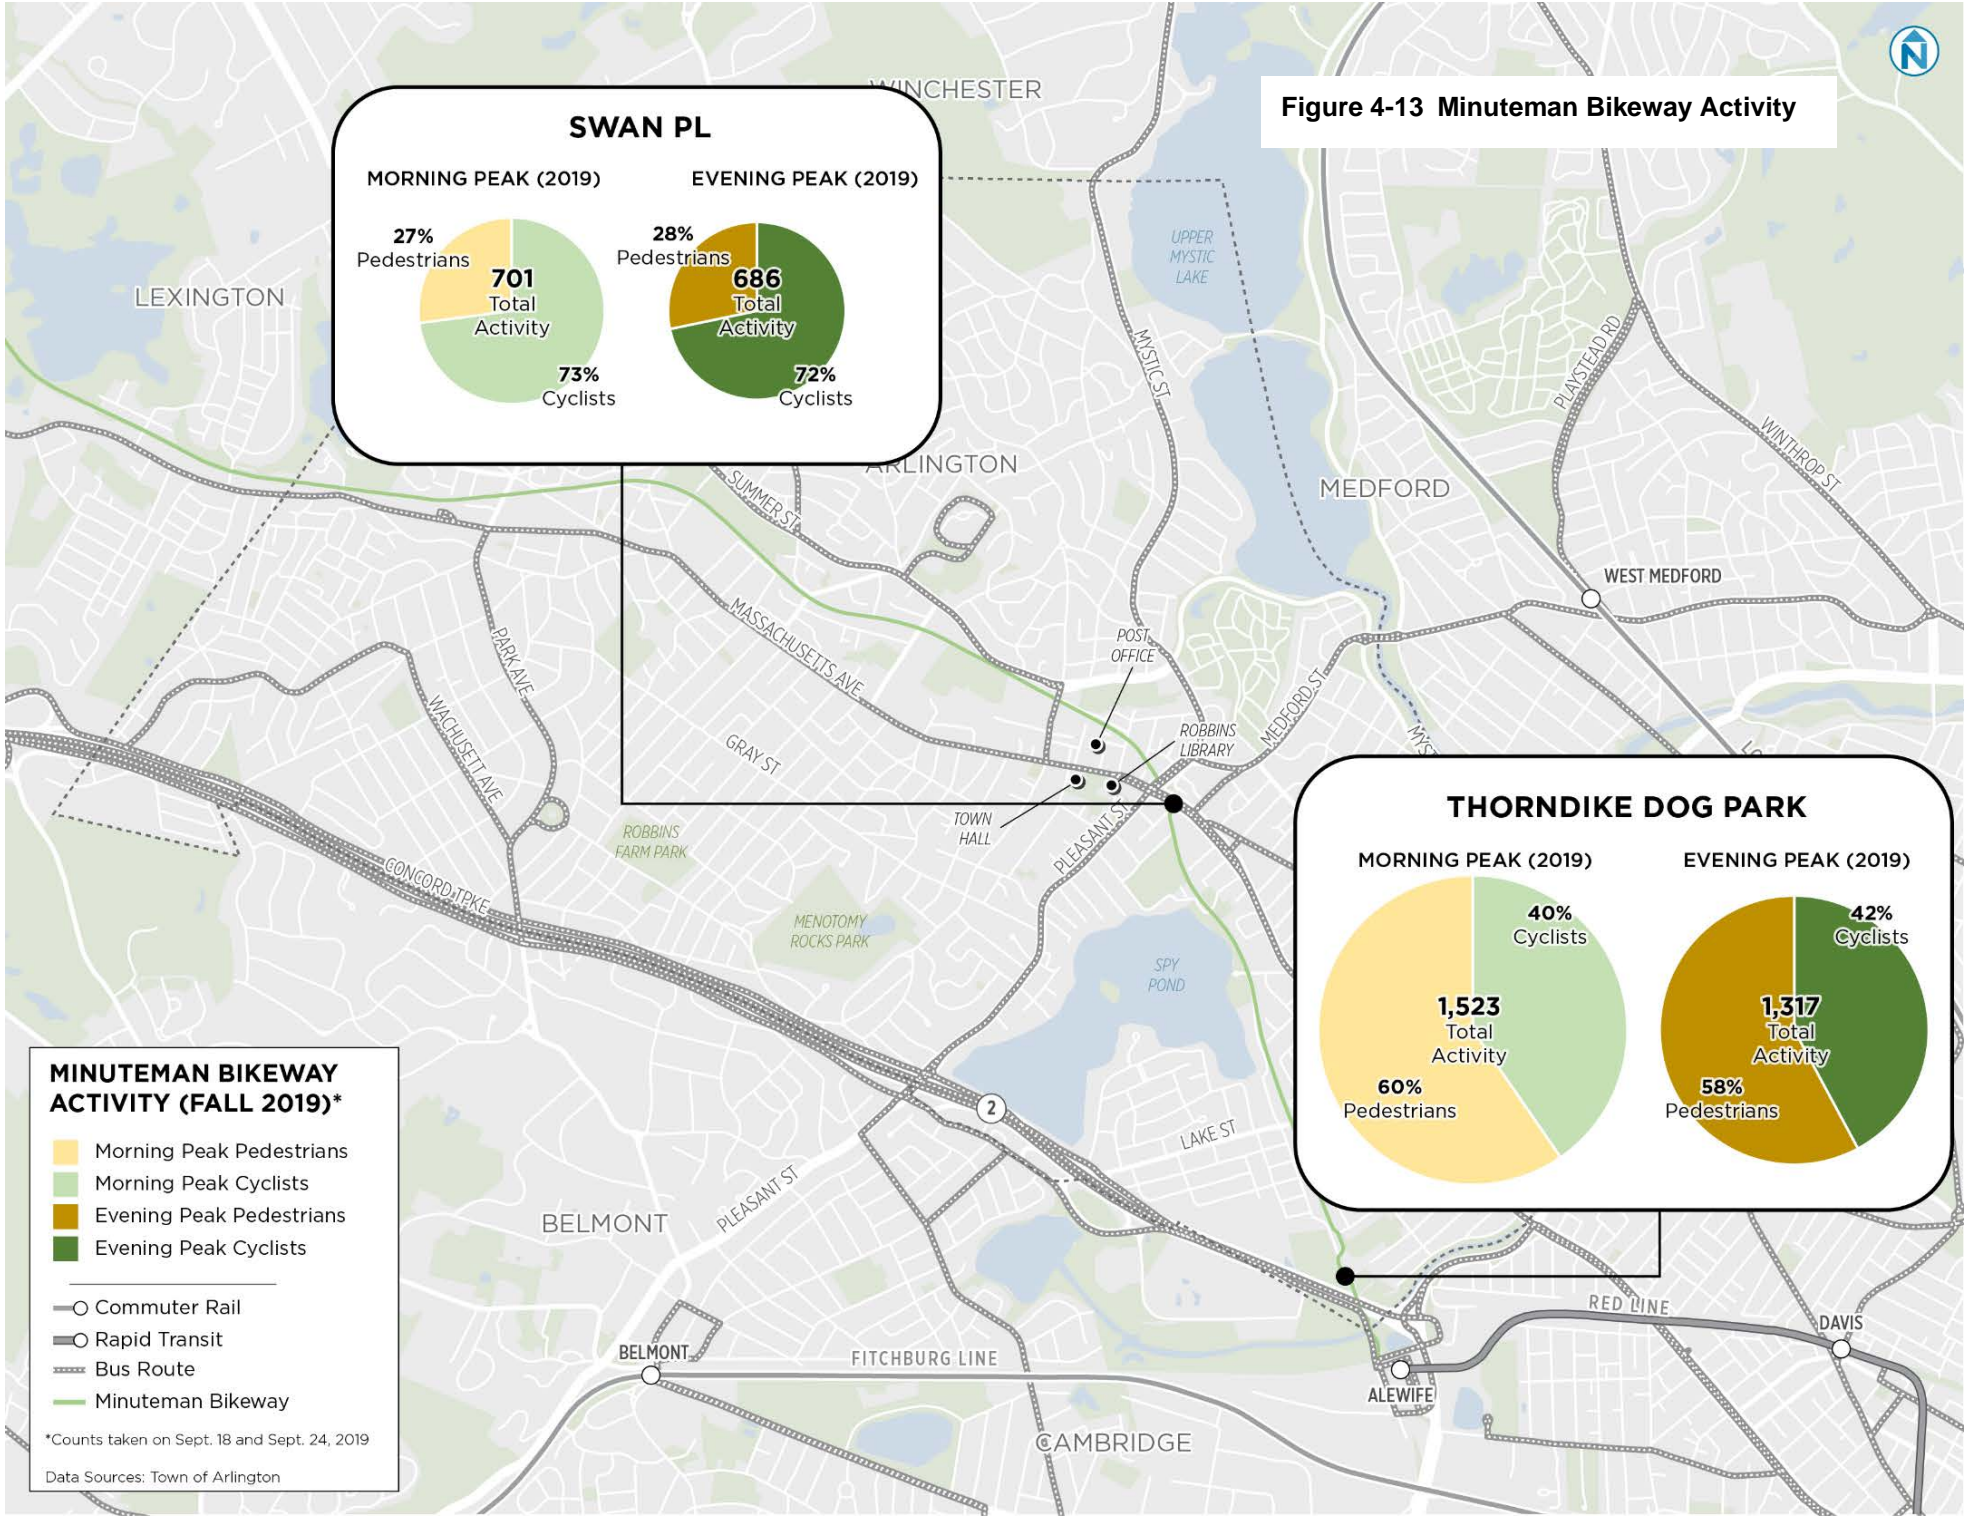 N
Figure 4-13 Minuteman Bikeway Activity
WINCHESTER
SWAN PL
MORNING PEAK (2019)
EVENING PEAK (2019)
27%
Pedestrians
701
Total
Activity
73%
Cyclists
28%
Pedestrians
686
Total
Activity
72%
Cyclists
LEXINGTON
UPPER
MYSTIC
LAKE
MYSTIC ST
PLAYSTEAD RD
WINTHROP ST
ARLINGTON
MEDFORD
SUMMER ST
WEST MEDFORD
MASSACHUSETTS AVE
PARK AVE
POST
OFFICE
WACHUSETT AVE
GRAY ST
ROBBINS
LIBRARY
MEDFORD ST
MYS
LO
TOWN
HALL
PLEASANT ST
ROBBINS
FARM PARK
CONCORD TPKE
MENOTOMY
ROCKS PARK
SPY
POND
THORNDIKE DOG PARK
MORNING PEAK (2019)
EVENING PEAK (2019)
40%
Cyclists
1,523
Total
Activity
60%
Pedestrians
42%
Cyclists
1,317
Total
Activity
58%
Pedestrians
2
LAKE ST
PLEASANT ST
BELMONT
MINUTEMAN BIKEWAY
ACTIVITY (FALL 2019)*
Morning Peak Pedestrians
Morning Peak Cyclists
Evening Peak Pedestrians
Evening Peak Cyclists
Commuter Rail
Rapid Transit
Bus Route
Minuteman Bikeway
*Counts taken on Sept. 18 and Sept. 24, 2019
Data Sources: Town of Arlington
BELMONT
FITCHBURG LINE
RED LINE
DAVIS
ALEWIFE
CAMBRIDGE